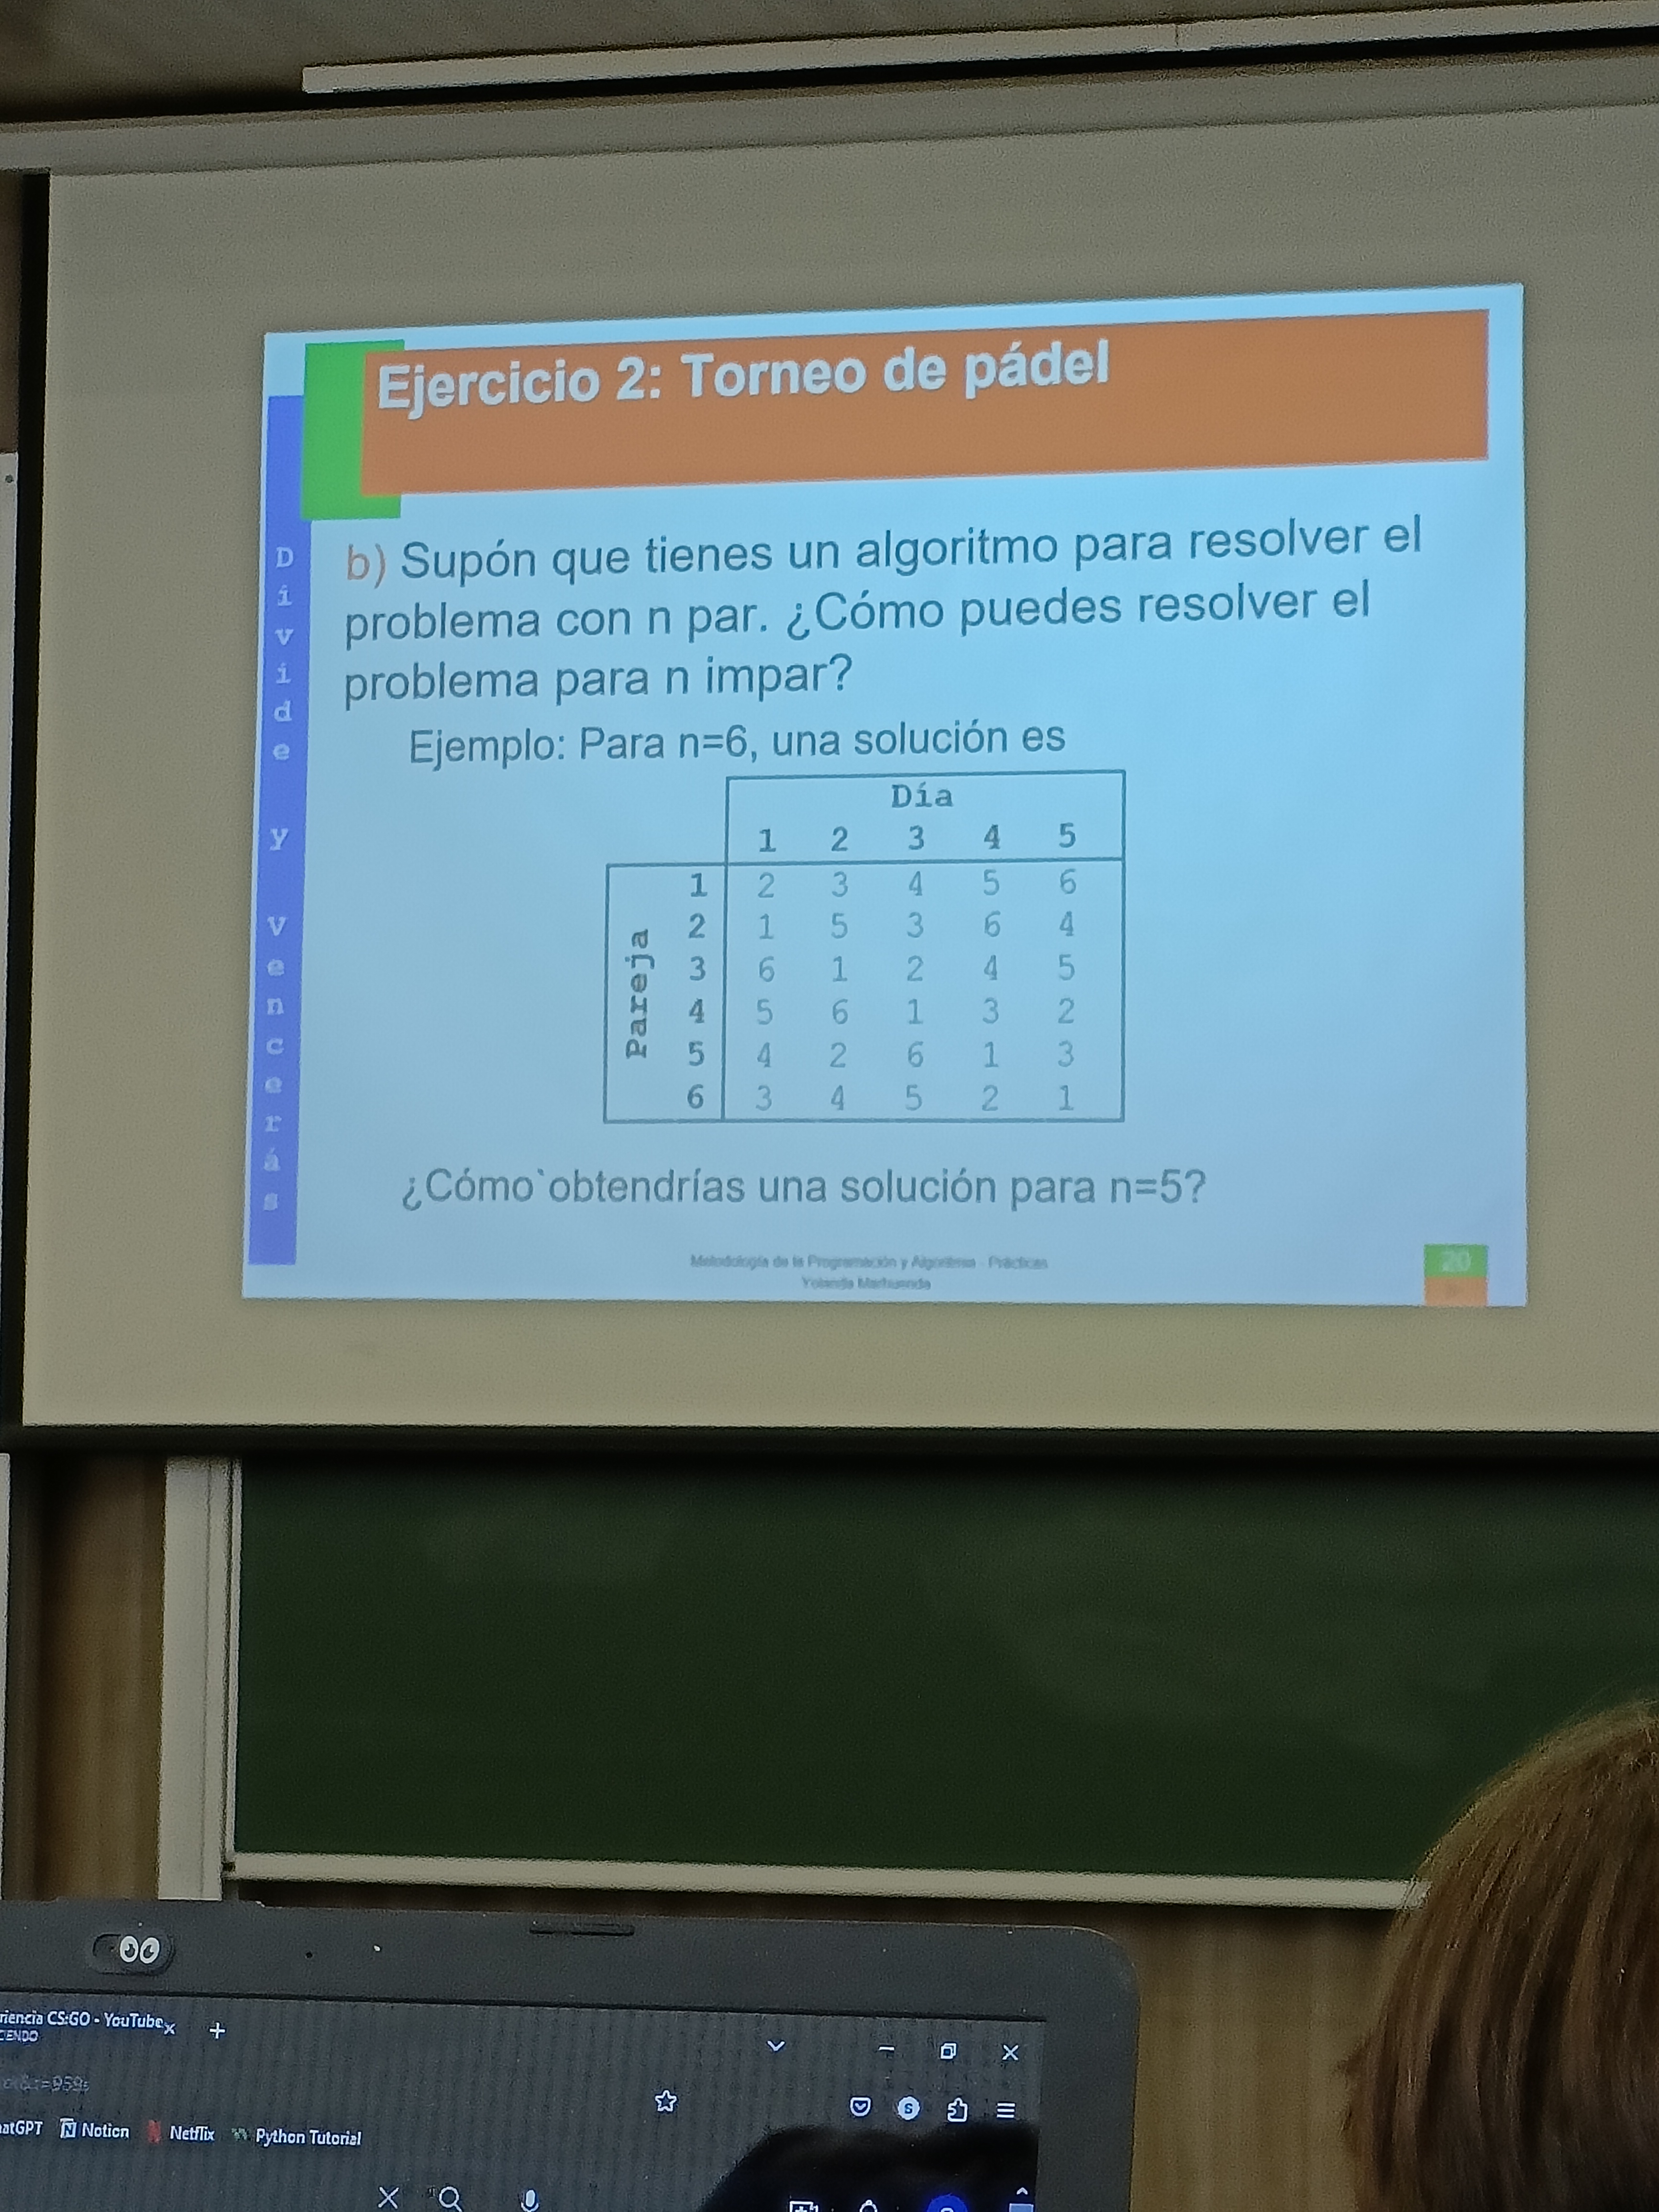 Ejercicio 2: Torneo de pádel
Divide y vencerás
b) Supón que tienes un algoritmo para resolver el
problema con n par. ¿Cómo puedes resolver el
problema para n impar?
Ejemplo: Para n=6, una solución es
Día
1 2 3 4 5
Pareja
1 2 3 4 5 6
2 1 5 3 6 4
3 6 1 2 4 5
4 5 6 1 3 2
5 4 2 6 1 3
6 3 4 5 2 1
¿Cómo`obtendrías una solución para n=5?
Metodología de la Programación y Algoritmia - Prácticas
Yolanda Marhuenda
20
riencia CS:GO - YouTube
CIENDO
=959s
atGPT Notion Netflix Python Tutorial